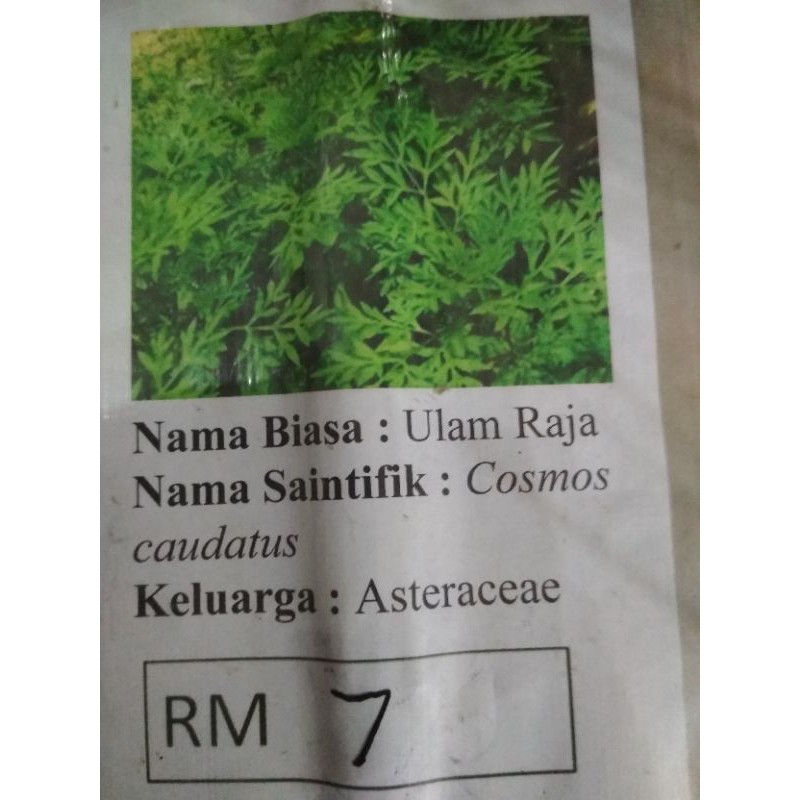 Nama Biasa : Ulam Raja
Nama Saintifik : Cosmos
caudatus
Keluarga : Asteraceae
RM 7